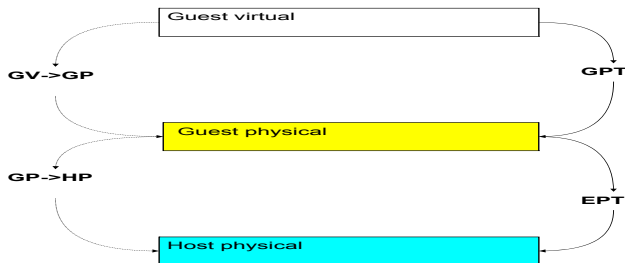 Guest virtual
GV->GP
GPT
Guest physical
GP->HP
EPT
Host physical